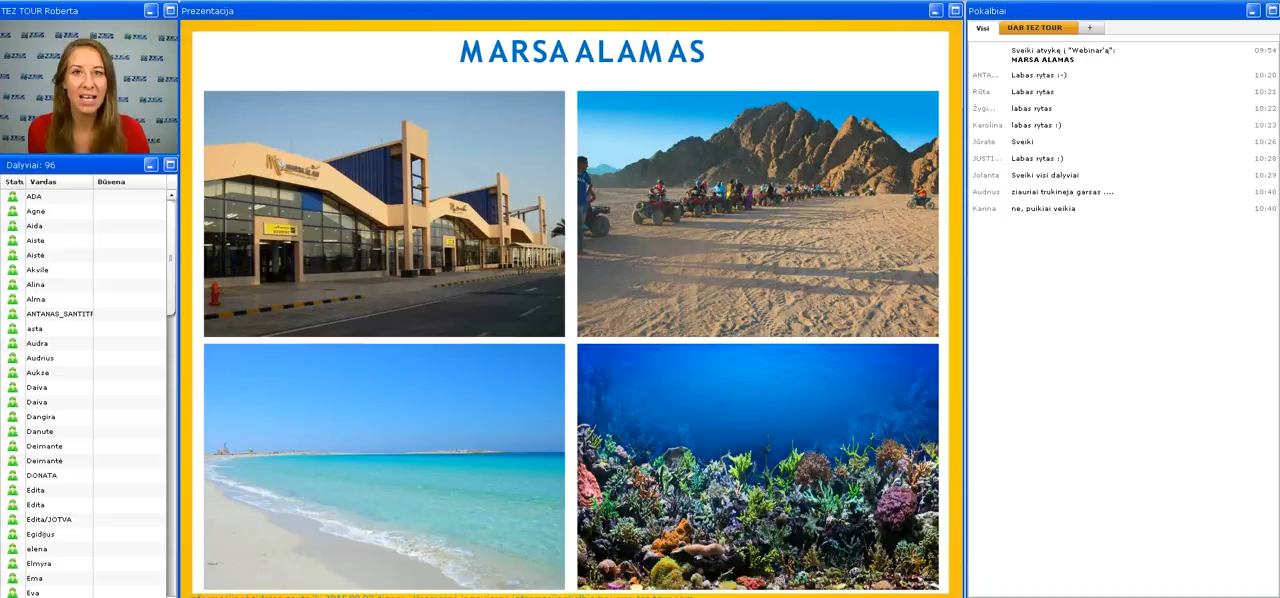 TEZ TOUR Roberta
Dalyviai: 96
Vardas Būsena
ADA
Agnė
Aida
Aiste
Aistė
Akvile
Alina
Alma
asta
Audra
Audrius
Aukse
Daiva
Daiva
Dangira
Danute
Deimante
Deimantė
DONATA
Edita
Edita
Edita/JOTVA
Egidijus
elena
Elmyra
Ema
Eva
Prezentacija
MARSA ALAMAS
Pokalbiai
Visi UAB TEZ TOUR +
Sveiki atvykę į "Webinar'ą": 09:54
MARSA ALAMAS
ANTA... Labas rytas :-) 10:20
Rūta Labas rytas 10:21
Žygi... labas rytas 10:22
Karolina labas rytas :) 10:23
Jūratė Sveiki 10:26
JUSTI... Labas rytas :) 10:28
Jolanta Sveiki visi dalyviai 10:29
Audrius ziauriai trukineja garsas .... 10:40
Karina ne, puikiai veikia 10:40